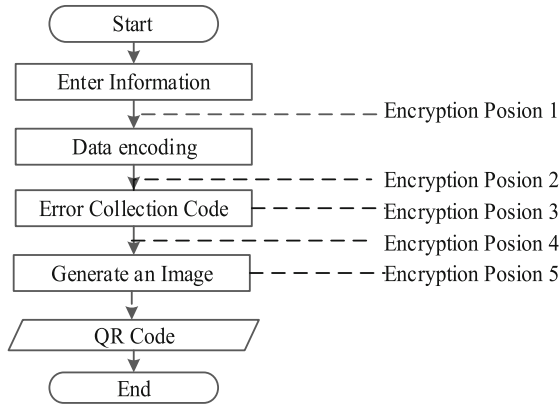 Start
Enter Information
Encryption Posion 1
Data encoding
Encryption Posion 2
Error Collection Code
Encryption Posion 3
Encryption Posion 4
Generate an Image
Encryption Posion 5
QR Code
End